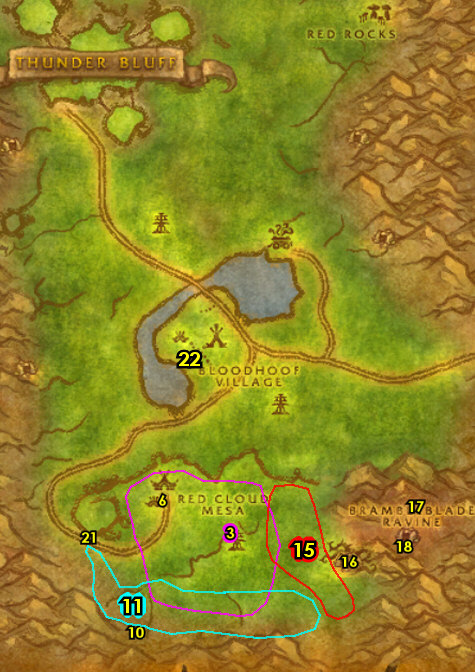 RED ROCKS
THUNDER BLUFF
22
BLOODHOOF
VILLAGE
6
RED CLOUD
MESA
17
BRAMBLEBLADE
RAVINE
3
21
15
18
16
11
10